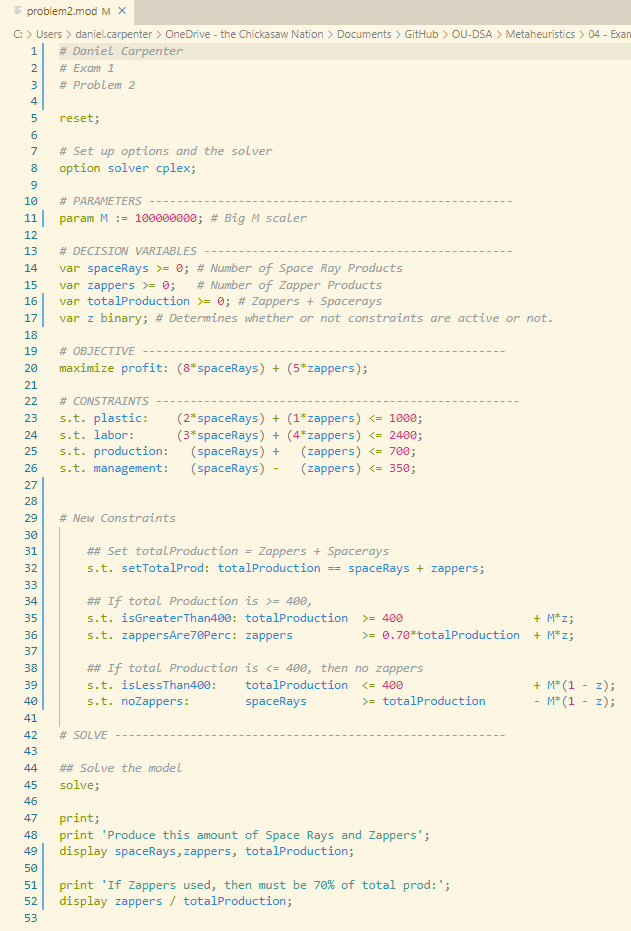 problem2.mod M ×
C: > Users > daniel.carpenter > OneDrive - the Chickasaw Nation > Documents > GitHub > OU-DSA > Metaheuristics > 04 - Exan
1 # Daniel Carpenter
2 # Exam 1
3 # Problem 2
4
5 reset;
6
7 # Set up options and the solver
8 option solver cplex;
9
10 # PARAMETERS -----------------------------------------------------
11 param M := 100000000; # Big M scaler
12
13 # DECISION VARIABLES ---------------------------------------------
14 var spaceRays >= 0; # Number of Space Ray Products
15 var zappers >= 0;   # Number of Zapper Products
16 var totalProduction >= 0; # Zappers + Spacerays
17 var z binary; # Determines whether or not constraints are active or not.
18
19 # OBJECTIVE -----------------------------------------------------
20 maximize profit: (8*spaceRays) + (5*zappers);
21
22 # CONSTRAINTS -----------------------------------------------------
23 s.t. plastic:    (2*spaceRays) + (1*zappers) <= 1000;
24 s.t. labor:      (3*spaceRays) + (4*zappers) <= 2400;
25 s.t. production:   (spaceRays) +   (zappers) <= 700;
26 s.t. management:   (spaceRays) -   (zappers) <= 350;
27
28
29 # New Constraints
30
31 ## Set totalProduction = Zappers + Spacerays
32 s.t. setTotalProd: totalProduction == spaceRays + zappers;
33
34 ## If total Production is >= 400,
35 s.t. isGreaterThan400: totalProduction  >= 400                   + M*z;
36 s.t. zappersAre70Perc: zappers          >= 0.70*totalProduction  + M*z;
37
38 ## If total Production is <= 400, then no zappers
39 s.t. isLessThan400:    totalProduction  <= 400                   + M*(1 - z);
40 s.t. noZappers:        spaceRays        >= totalProduction       - M*(1 - z);
41
42 # SOLVE ---------------------------------------------------------
43
44 ## Solve the model
45 solve;
46
47 print;
48 print 'Produce this amount of Space Rays and Zappers';
49 display spaceRays,zappers, totalProduction;
50
51 print 'If Zappers used, then must be 70% of total prod:';
52 display zappers / totalProduction;
53